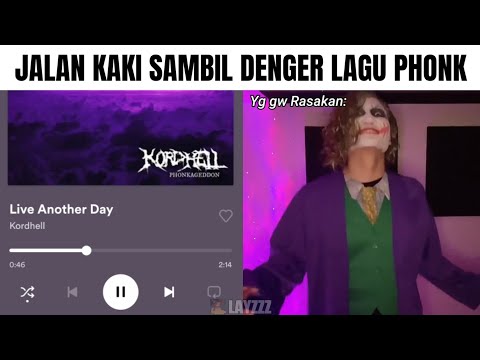 JALAN KAKI SAMBIL DENGER LAGU PHONK
KORDHELL
PHONKAGEDDON
Live Another Day
Kordhell
0:46
2:14
Yg gw Rasakan:
LAYZZZ